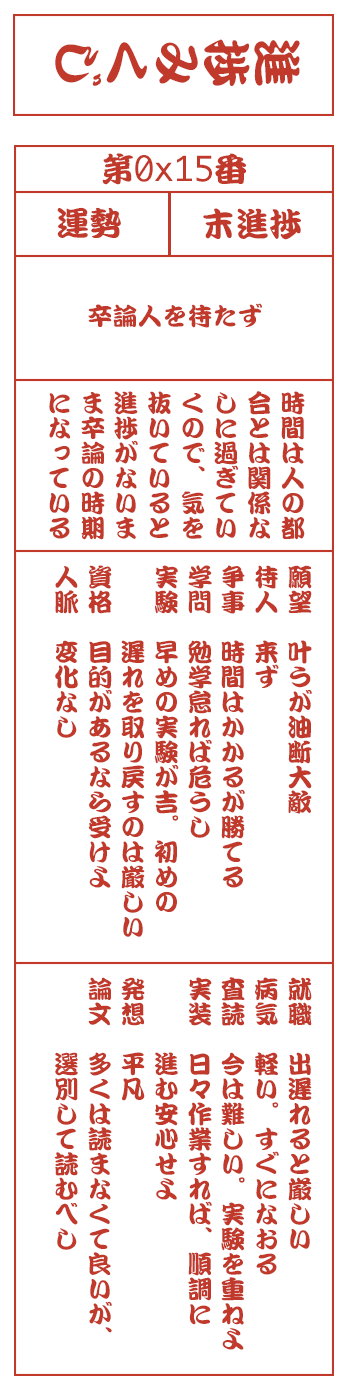 進捗みくじ
第0x15番
運勢
末進捗
卒論人を待たず
時間は人の都
合とは関係な
しに過ぎてい
くので、気を
抜いていると
進捗がないま
ま卒論の時期
になっている
願望 叶うが油断大敵
待人 来ず
争事 時間はかかるが勝てる
学問 勉学怠れば危うし
実験 早めの実験が吉。初めの
遅れを取り戻すのは厳しい
資格 目的があるなら受けよ
人脈 変化なし
就職 出遅れると厳しい
病気 軽い。すぐになおる
査読 今は難しい。実験を重ねよ
実装 日々作業すれば、順調に
進む安心せよ
発想 平凡
論文 多くは読まなくて良いが、
選別して読むべし